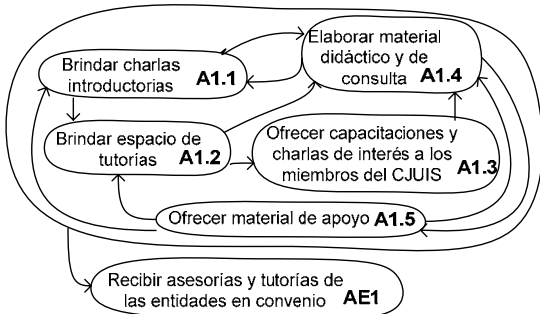 Brindar charlas
introductorias A1.1
Elaborar material
didáctico y de
consulta A1.4
Brindar espacio de
tutorías A1.2
Ofrecer capacitaciones y
charlas de interés a los
miembros del CJUIS A1.3
Ofrecer material de apoyo A1.5
Recibir asesorías y tutorías de
las entidades en convenio AE1